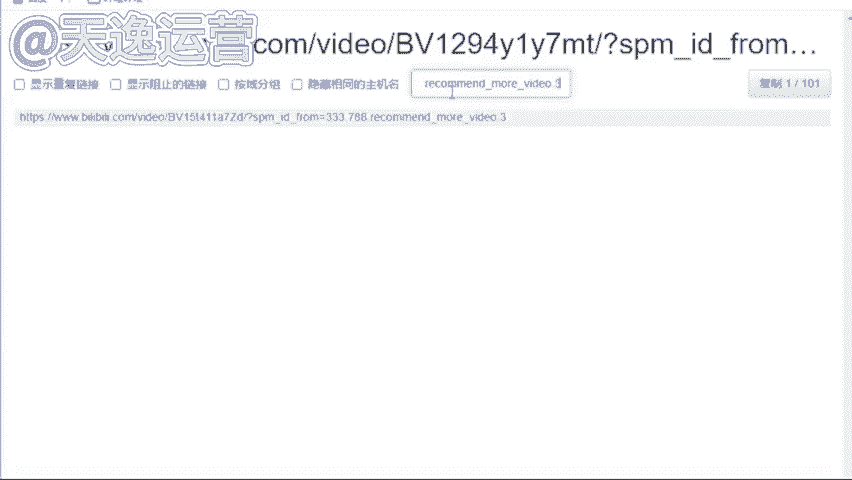 @天逸运营
com/video/BV1294y1y7mt/?spm_id_from…
显示重复链接 显示阻止的链接 按域分组 隐藏相同的主机名 recommend_more_video.3 复制 1 / 101
https://www.bilibili.com/video/BV15t411a7Zd/?spm_id_from=333.788.recommend_more_video.3